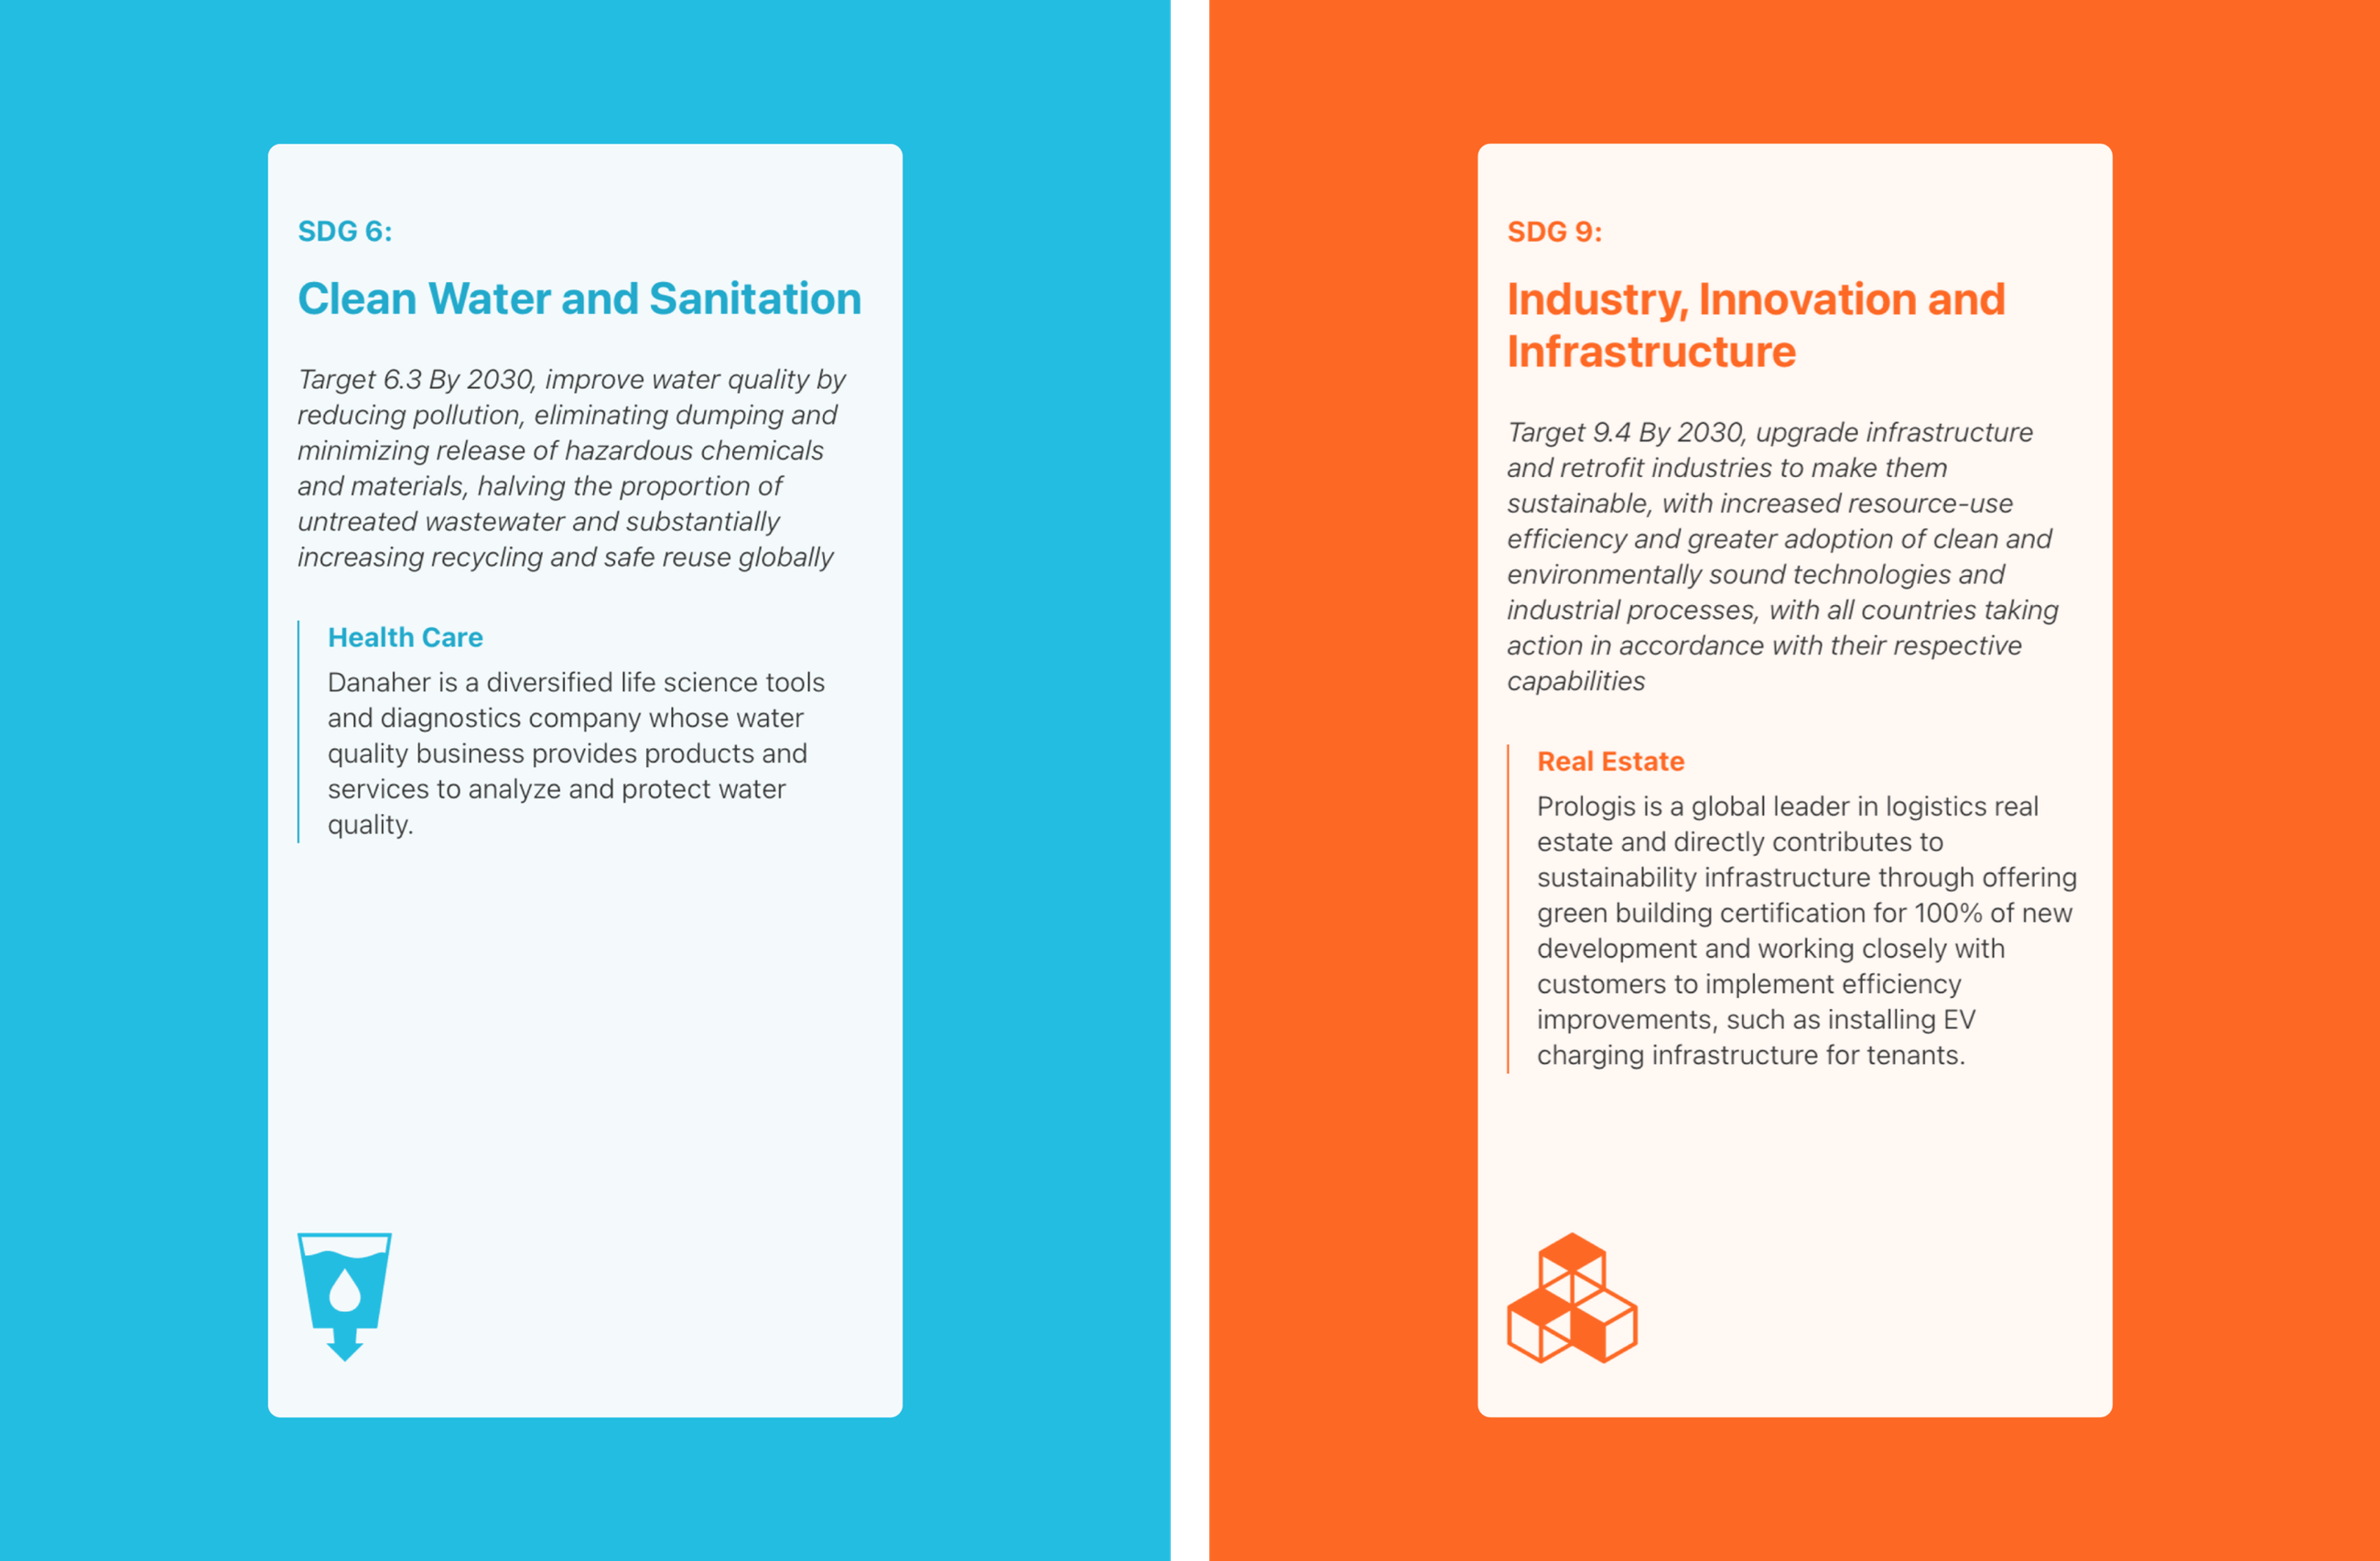 SDG 6:
Clean Water and Sanitation
Target 6.3 By 2030, improve water quality by
reducing pollution, eliminating dumping and
minimizing release of hazardous chemicals
and materials, halving the proportion of
untreated wastewater and substantially
increasing recycling and safe reuse globally
Health Care
Danaher is a diversified life science tools
and diagnostics company whose water
quality business provides products and
services to analyze and protect water
quality.
SDG 9:
Industry, Innovation and
Infrastructure
Target 9.4 By 2030, upgrade infrastructure
and retrofit industries to make them
sustainable, with increased resource-use
efficiency and greater adoption of clean and
environmentally sound technologies and
industrial processes, with all countries taking
action in accordance with their respective
capabilities
Real Estate
Prologis is a global leader in logistics real
estate and directly contributes to
sustainability infrastructure through offering
green building certification for 100% of new
development and working closely with
customers to implement efficiency
improvements, such as installing EV
charging infrastructure for tenants.